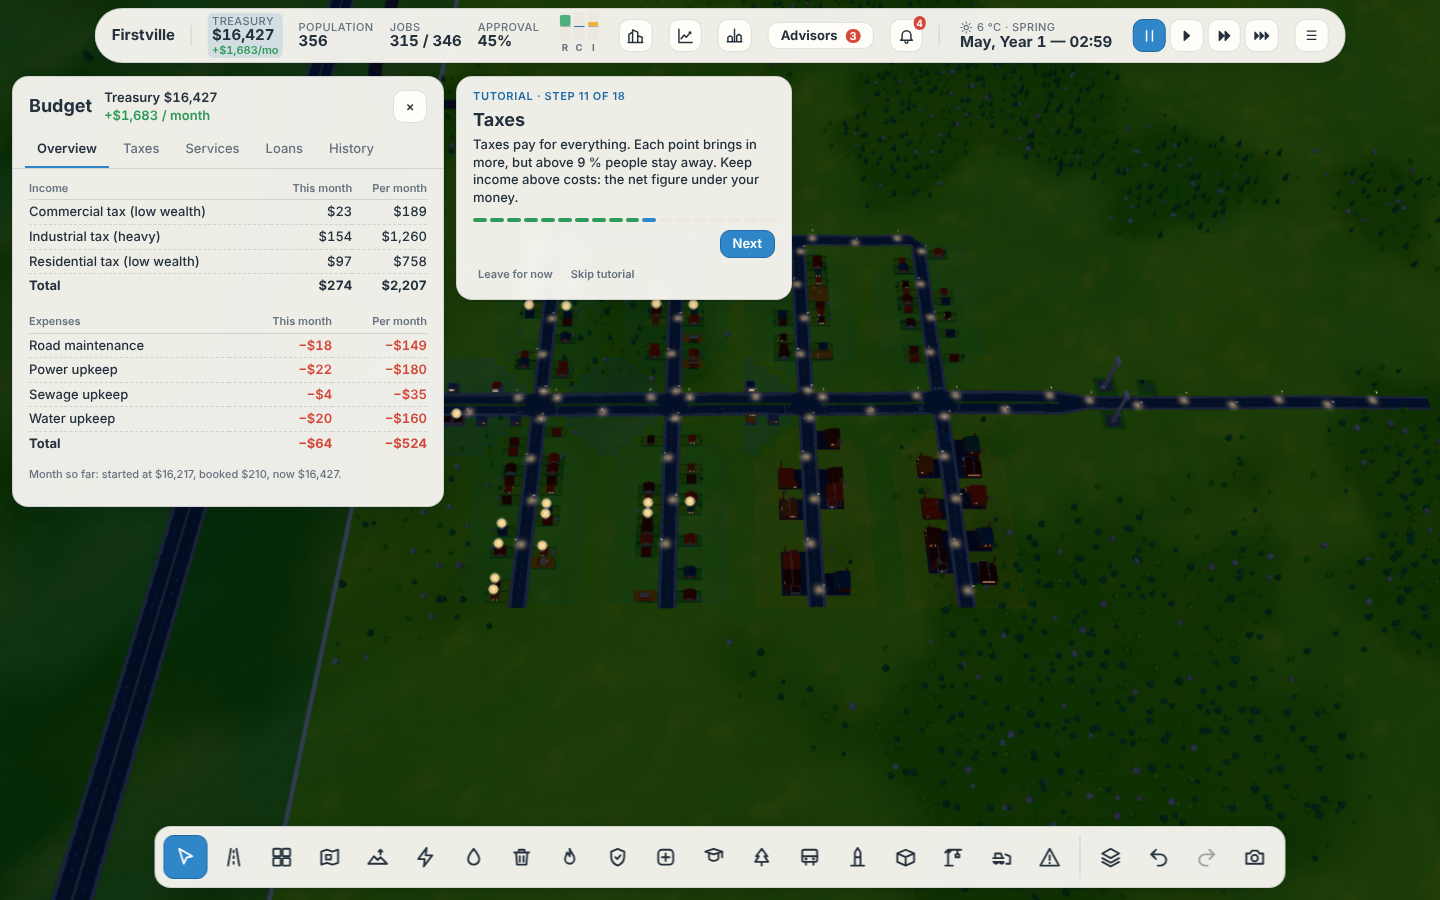 Firstville
TREASURY
$16,427
+$1,683/mo
POPULATION
356
JOBS
315 / 346
APPROVAL
45%
R C I
Advisors 3
4
6 °C · SPRING
May, Year 1 — 02:59
Budget
Treasury $16,427
+$1,683 / month
×
Overview Taxes Services Loans History
Income This month Per month
Commercial tax (low wealth) $23 $189
Industrial tax (heavy) $154 $1,260
Residential tax (low wealth) $97 $758
Total $274 $2,207
Expenses This month Per month
Road maintenance −$18 −$149
Power upkeep −$22 −$180
Sewage upkeep −$4 −$35
Water upkeep −$20 −$160
Total −$64 −$524
Month so far: started at $16,217, booked $210, now $16,427.
TUTORIAL · STEP 11 OF 18
Taxes
Taxes pay for everything. Each point brings in
more, but above 9 % people stay away. Keep
income above costs: the net figure under your
money.
Next
Leave for now Skip tutorial